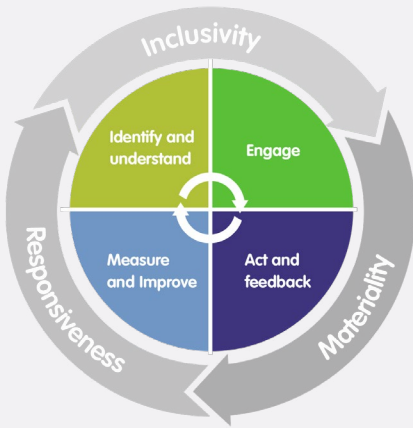 Inclusivity
Identify and
understand
Engage
Measure
and Improve
Act and
feedback
Responsiveness
Materiality